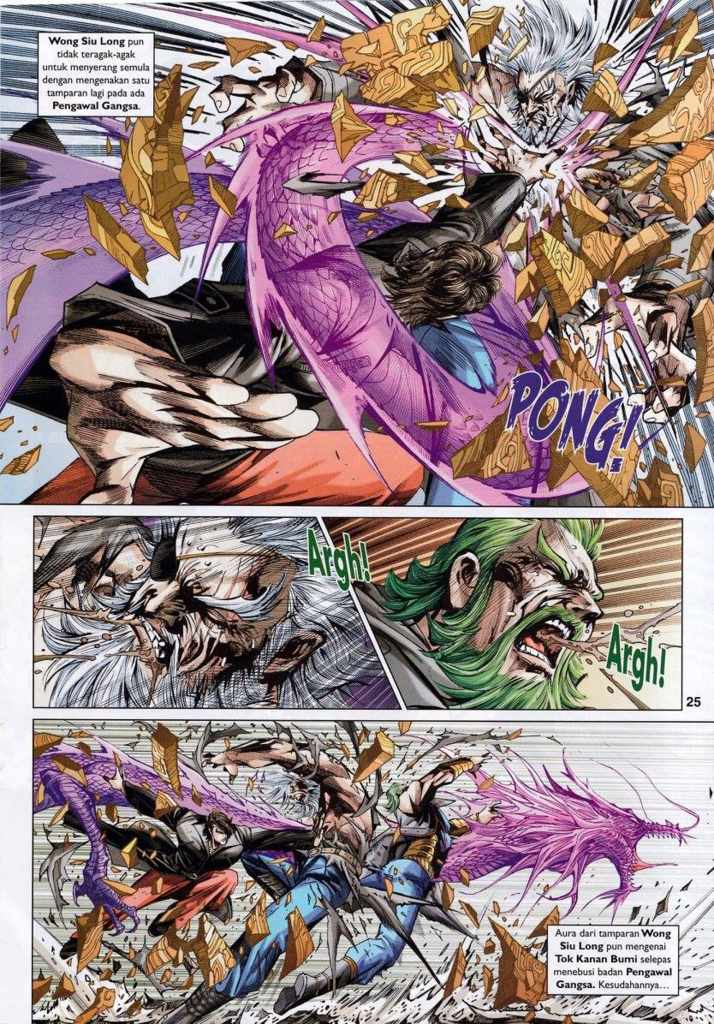 Wong Siu Long pun
tidak teragak-agak
untuk menyerang semula
dengan mengenakan satu
tamparan lagi pada ada
Pengawal Gangsa.
PONG!
Argh!
Argh!
25
Aura dari tamparan Wong
Siu Long pun mengenai
Tok Kanan Bumi selepas
menebusi badan Pengawal
Gangsa. Kesudahannya...